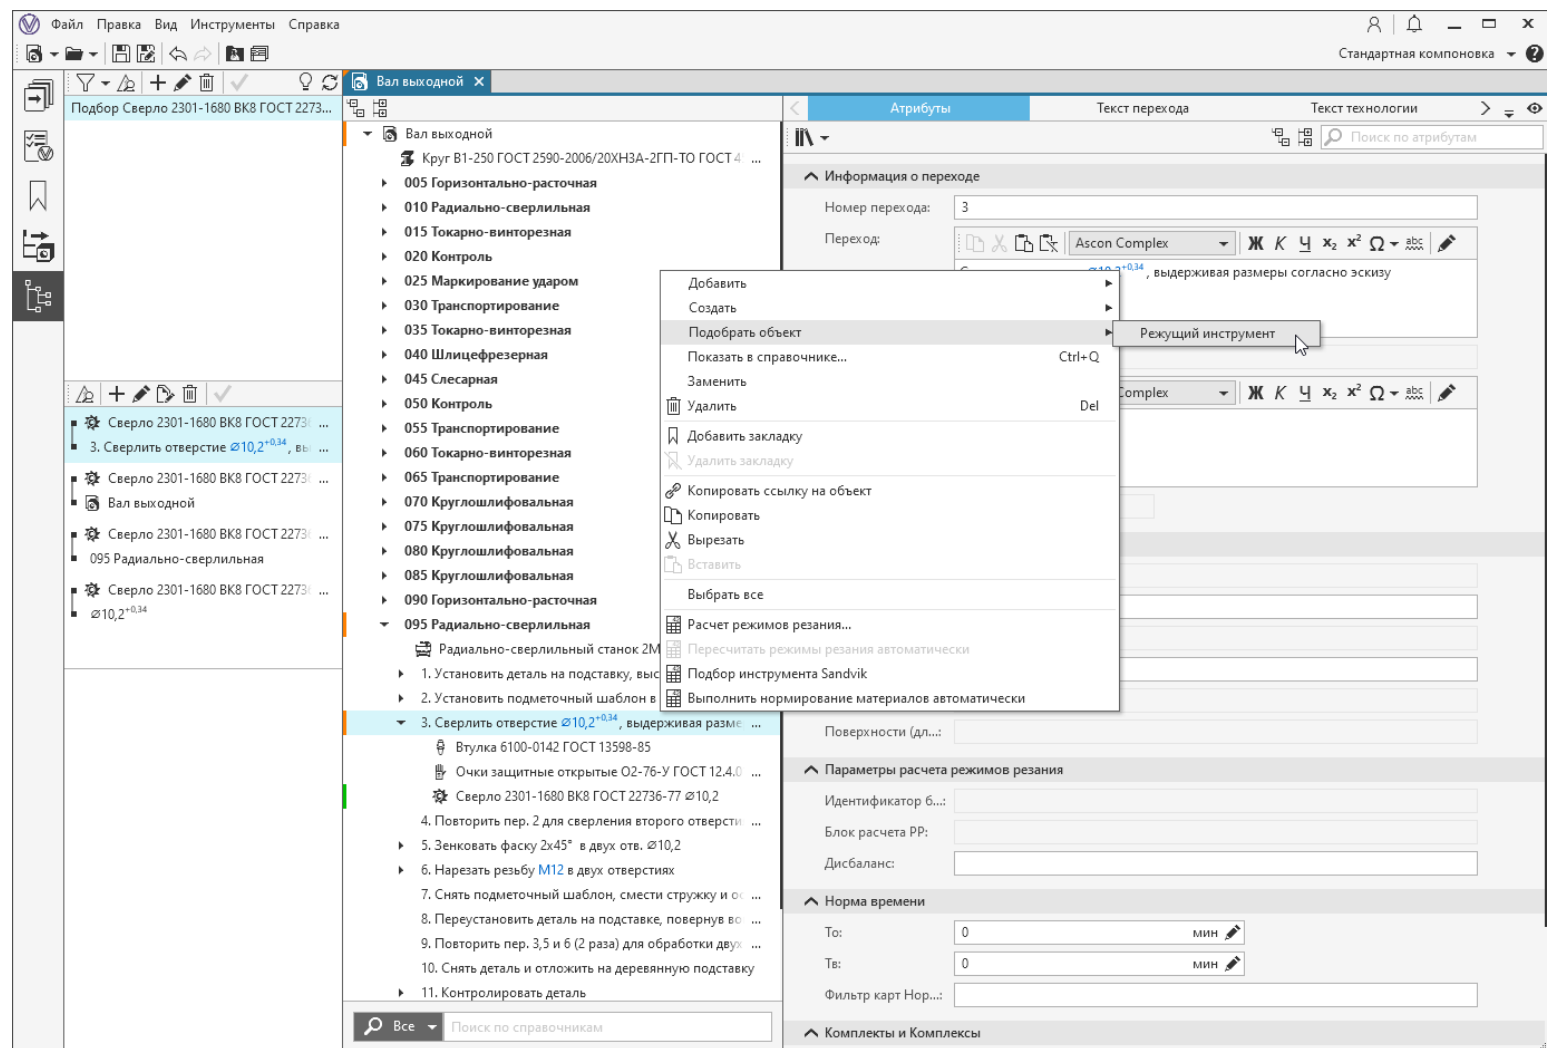 Файл Правка Вид Инструменты Справка
Стандартная компоновка
Подбор Сверло 2301-1680 ВК8 ГОСТ 2273...
Сверло 2301-1680 ВК8 ГОСТ 2273 ...
3. Сверлить отверстие ⌀10,2⁺⁰,³⁴, вы ...
Сверло 2301-1680 ВК8 ГОСТ 2273 ...
Вал выходной
Сверло 2301-1680 ВК8 ГОСТ 2273 ...
095 Радиально-сверлильная
Сверло 2301-1680 ВК8 ГОСТ 2273 ...
⌀10,2⁺⁰,³⁴
Вал выходной
Вал выходной
Круг В1-250 ГОСТ 2590-2006/20ХН3А-2ГП-ТО ГОСТ 4 ...
005 Горизонтально-расточная
010 Радиально-сверлильная
015 Токарно-винторезная
020 Контроль
025 Маркирование ударом
030 Транспортирование
035 Токарно-винторезная
040 Шлицефрезерная
045 Слесарная
050 Контроль
055 Транспортирование
060 Токарно-винторезная
065 Транспортирование
070 Круглошлифовальная
075 Круглошлифовальная
080 Круглошлифовальная
085 Круглошлифовальная
090 Горизонтально-расточная
095 Радиально-сверлильная
Радиально-сверлильный станок 2М
1. Установить деталь на подставку, выс
2. Установить подметочный шаблон в
3. Сверлить отверстие ⌀10,2⁺⁰,³⁴, выдерживая разме ...
Втулка 6100-0142 ГОСТ 13598-85
Очки защитные открытые О2-76-У ГОСТ 12.4.0 ...
Сверло 2301-1680 ВК8 ГОСТ 22736-77 ⌀10,2
4. Повторить пер. 2 для сверления второго отверсти ...
5. Зенковать фаску 2х45° в двух отв. ⌀10,2
6. Нарезать резьбу М12 в двух отверстиях
7. Снять подметочный шаблон, смести стружку и ос ...
8. Переустановить деталь на подставке, повернув во ...
9. Повторить пер. 3,5 и 6 (2 раза) для обработки двух ...
10. Снять деталь и отложить на деревянную подставку
11. Контролировать деталь
Все
Поиск по справочникам
Добавить
Создать
Подобрать объект
Режущий инструмент
Показать в справочнике... Ctrl+Q
Заменить
Удалить Del
Добавить закладку
Удалить закладку
Копировать ссылку на объект
Копировать
Вырезать
Вставить
Выбрать все
Расчет режимов резания...
Пересчитать режимы резания автоматически
Подбор инструмента Sandvik
Выполнить нормирование материалов автоматически
Атрибуты Текст перехода Текст технологии
Поиск по атрибутам
Информация о переходе
Номер перехода: 3
Переход:
Ascon Complex Ж К Ч x₂ x² Ω abc
, выдерживая размеры согласно эскизу
Complex Ж К Ч x₂ x² Ω abc
Поверхности (дл...:
Параметры расчета режимов резания
Идентификатор б...:
Блок расчета РР:
Дисбаланс:
Норма времени
То: 0 мин
Тв: 0 мин
Фильтр карт Нор...:
Комплекты и Комплексы